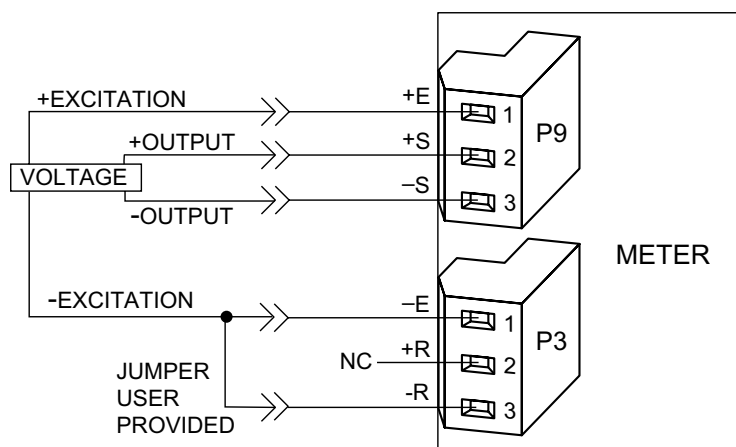 +EXCITATION
+E
1
+OUTPUT
+S
2
P9
VOLTAGE
–S
3
-OUTPUT
METER
-EXCITATION
–E
1
NC
+R
2
P3
JUMPER
USER
PROVIDED
-R
3